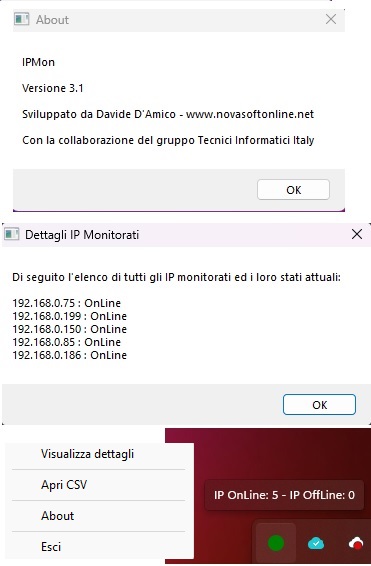 About
IPMon
Versione 3.1
Sviluppato da Davide D'Amico - www.novasoftonline.net
Con la collaborazione del gruppo Tecnici Informatici Italy
OK
Dettagli IP Monitorati
Di seguito l'elenco di tutti gli IP monitorati ed i loro stati attuali:
192.168.0.75 : OnLine
192.168.0.199 : OnLine
192.168.0.150 : OnLine
192.168.0.85 : OnLine
192.168.0.186 : OnLine
OK
Visualizza dettagli
Apri CSV
About
Esci
IP OnLine: 5 - IP OffLine: 0